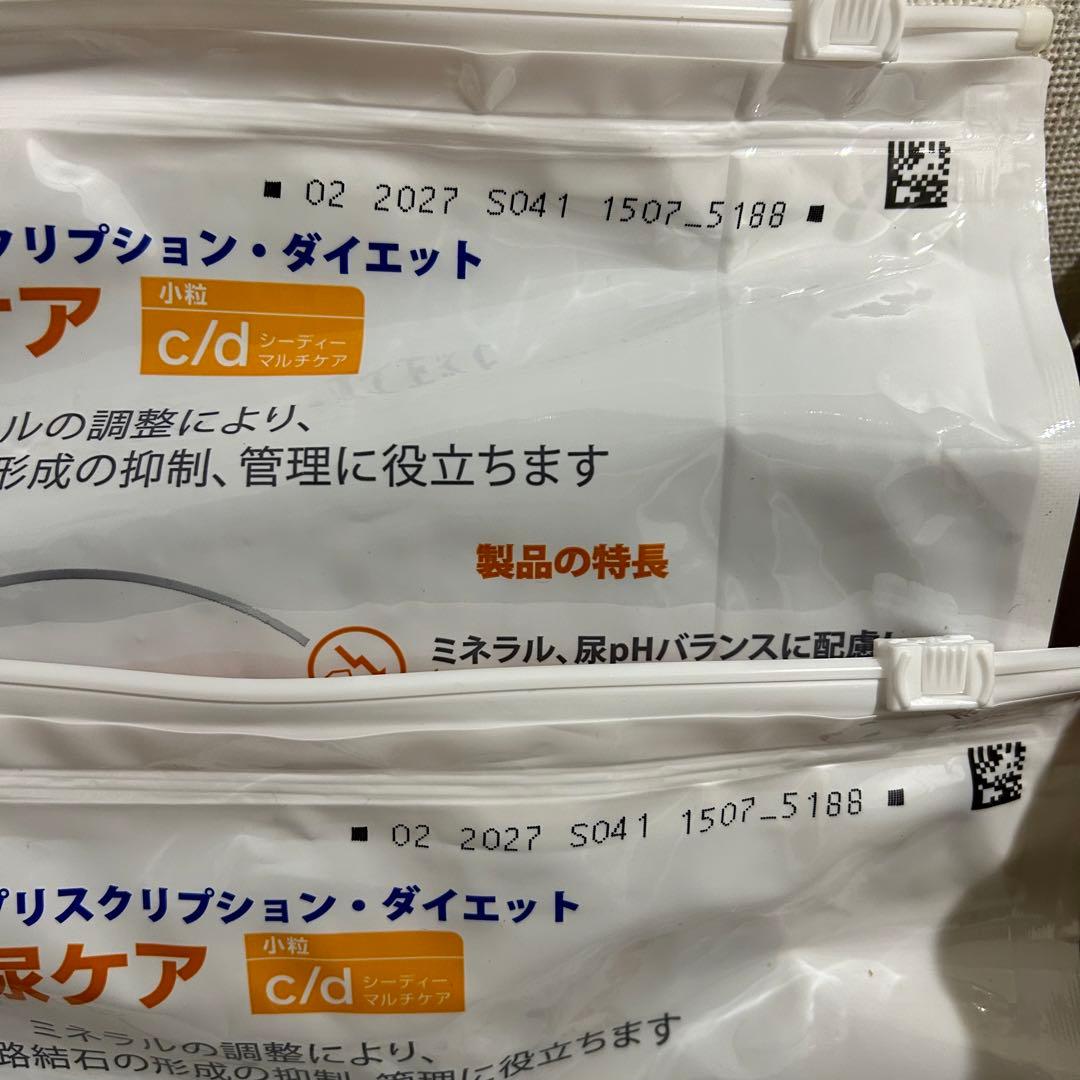 02 2027 S041 1507_5188
クリプション・ダイエット
ケア
小粒
c/d シーディー
マルチケア
ルの調整により、
形成の抑制、管理に役立ちます
製品の特長
ミネラル、尿pHバランスに配慮
02 2027 S041 1507_5188
プリスクリプション・ダイエット
尿ケア
小粒
c/d シーディー
マルチケア
ミネラルの調整により、
路結石の形成の抑制、管理に役立ちます